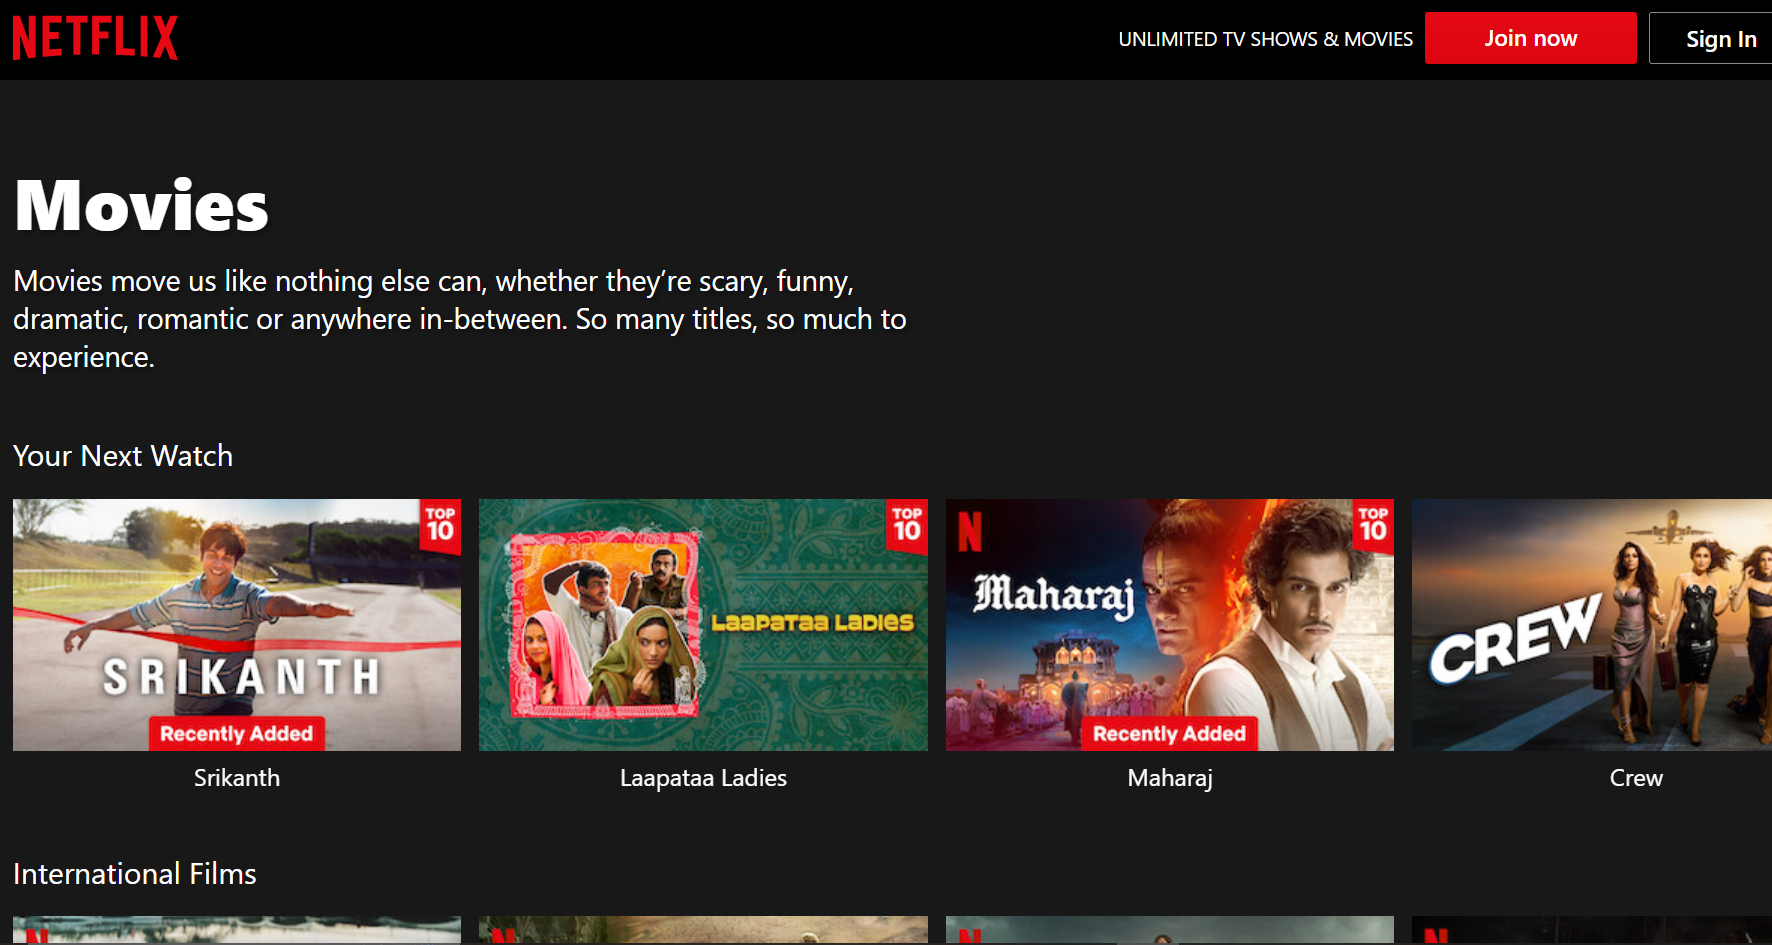 NETFLIX
UNLIMITED TV SHOWS & MOVIES
Join now
Sign In
Movies
Movies move us like nothing else can, whether they’re scary, funny,
dramatic, romantic or anywhere in-between. So many titles, so much to
experience.
Your Next Watch
TOP
10
SRIKANTH
Recently Added
Srikanth
TOP
10
LAAPATAA LADIES
Laapataa Ladies
N
TOP
10
Maharaj
Recently Added
Maharaj
CREW
Crew
International Films
N
N
N
N